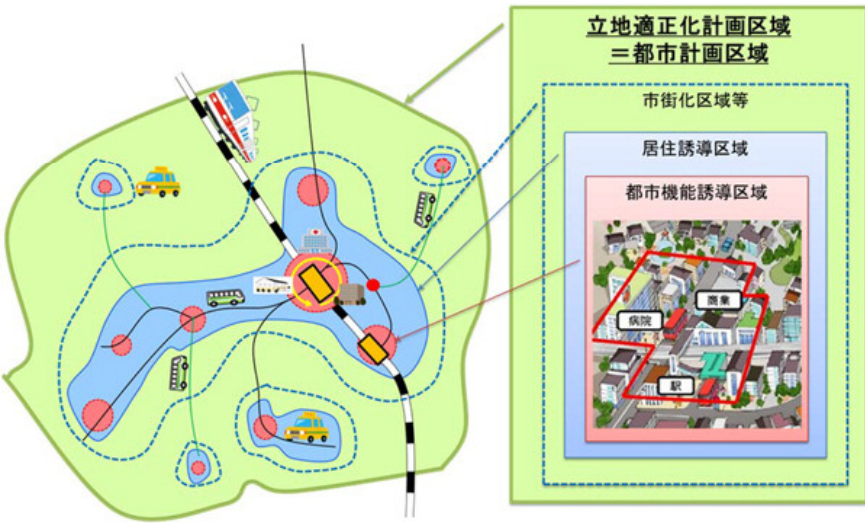 立地適正化計画区域
＝都市計画区域
市街化区域等
居住誘導区域
都市機能誘導区域
商業
病院
駅